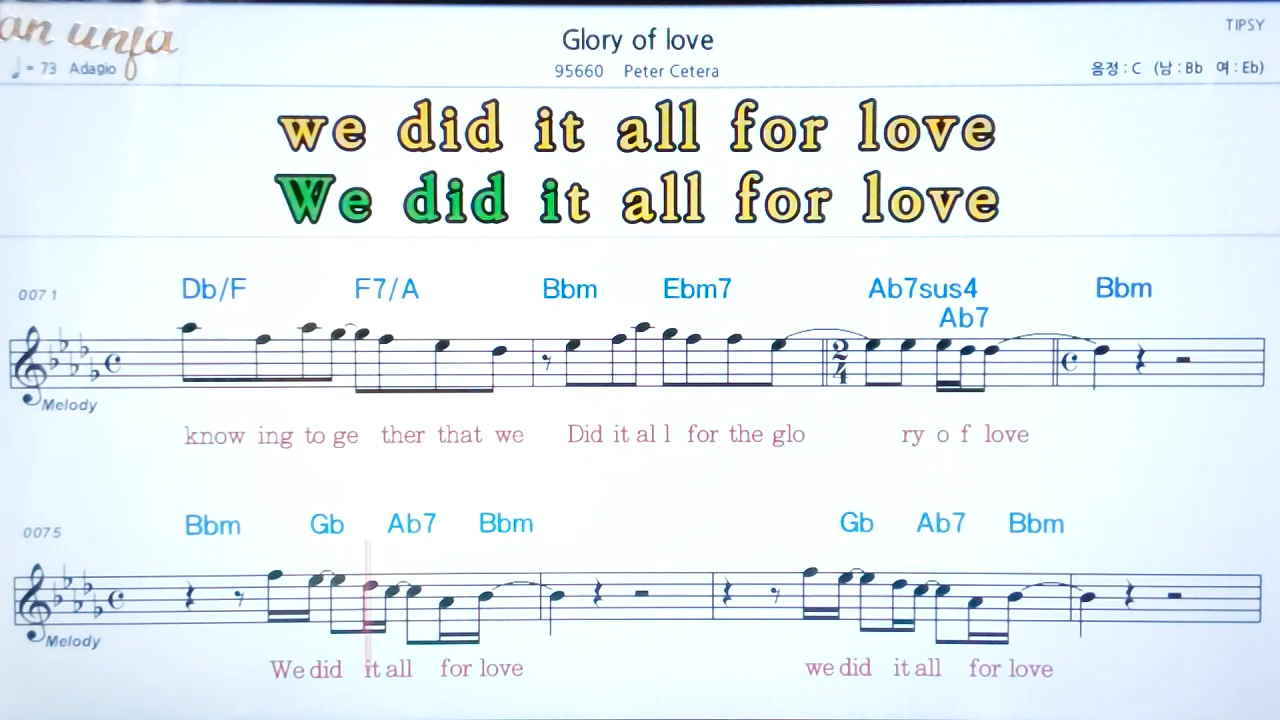 TIPSY
Glory of love
♩= 73 Adagio
95660 Peter Cetera
음정 : C (남 : Bb 여 : Eb)
we did it all for love
We did it all for love
0071
Db/F F7/A Bbm Ebm7 Ab7sus4 Bbm
Ab7
2
4
Melody
know ing to ge ther that we Did it al l for the glo ry o f love
0075
Bbm Gb Ab7 Bbm Gb Ab7 Bbm
Melody
We did it all for love we did it all for love